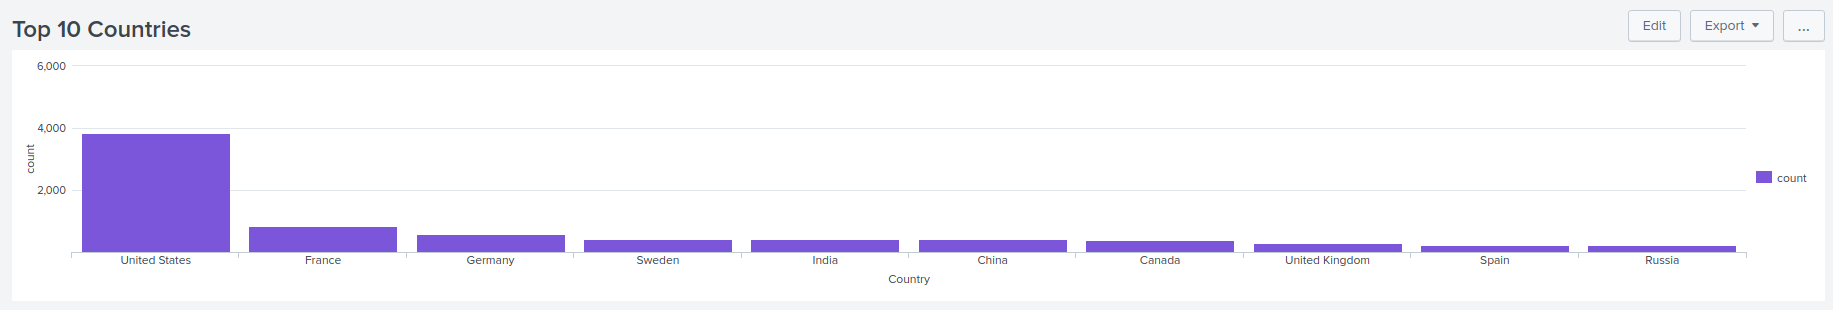 Top 10 Countries
Edit
Export
...
6,000
4,000
2,000
count
count
United States
France
Germany
Sweden
India
China
Canada
United Kingdom
Spain
Russia
Country